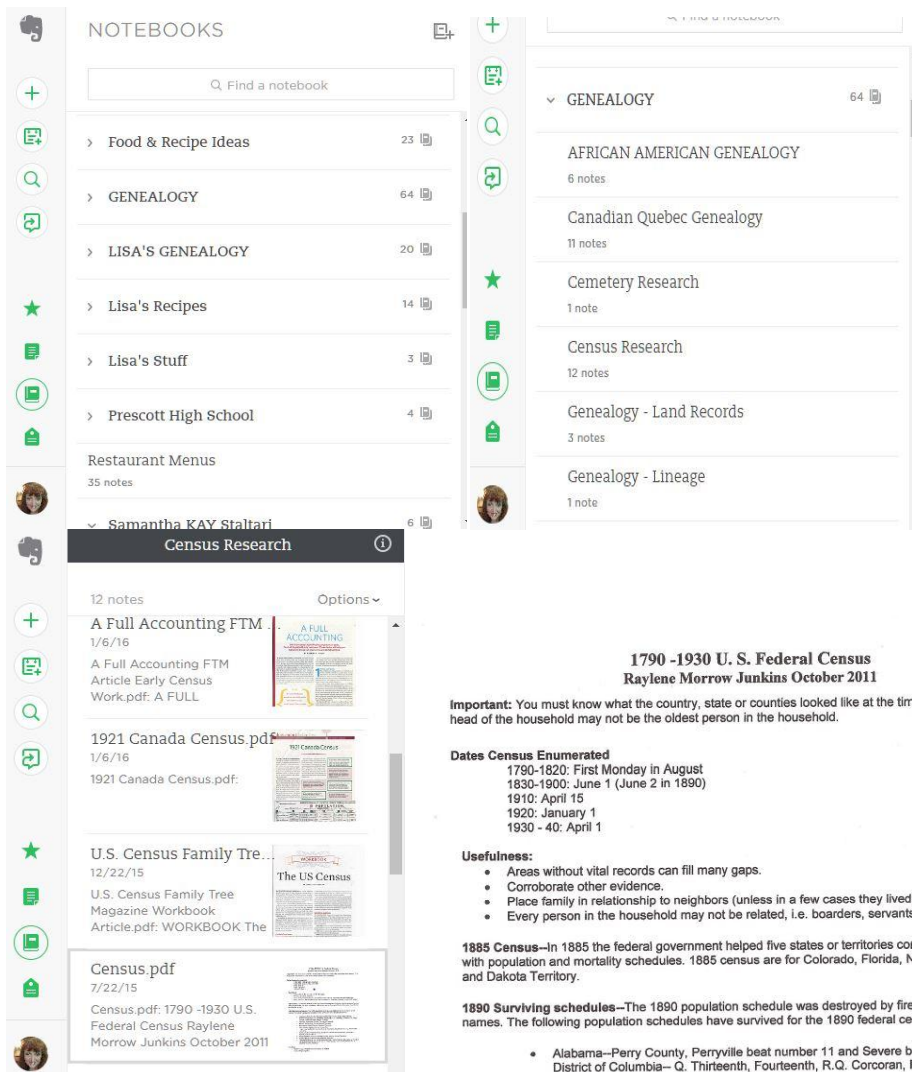 NOTEBOOKS
Find a notebook
Food & Recipe Ideas 23
GENEALOGY 64
LISA'S GENEALOGY 20
Lisa's Recipes 14
Lisa's Stuff 3
Prescott High School 4
Restaurant Menus
35 notes
Samantha KAY Staltari 6
Find a notebook
GENEALOGY 64
AFRICAN AMERICAN GENEALOGY
6 notes
Canadian Quebec Genealogy
11 notes
Cemetery Research
1 note
Census Research
12 notes
Genealogy - Land Records
3 notes
Genealogy - Lineage
1 note
Census Research
12 notes Options
A Full Accounting FTM ...
1/6/16
A Full Accounting FTM
Article Early Census
Work.pdf: A FULL
A FULL
ACCOUNTING
1921 Canada Census.pdf
1/6/16
1921 Canada Census.pdf:
1921 Canada Census
U.S. Census Family Tre...
12/22/15
U.S. Census Family Tree
Magazine Workbook
Article.pdf: WORKBOOK The
WORKBOOK
The US Census
Census.pdf
7/22/15
Census.pdf: 1790 -1930 U.S.
Federal Census Raylene
Morrow Junkins October 2011
1790 -1930 U. S. Federal Census
Raylene Morrow Junkins October 2011
Important: You must know what the country, state or counties looked like at the tim
head of the household may not be the oldest person in the household.
Dates Census Enumerated
1790-1820: First Monday in August
1830-1900: June 1 (June 2 in 1890)
1910: April 15
1920: January 1
1930 - 40: April 1
Usefulness:
• Areas without vital records can fill many gaps.
• Corroborate other evidence.
• Place family in relationship to neighbors (unless in a few cases they lived
• Every person in the household may not be related, i.e. boarders, servants
1885 Census--In 1885 the federal government helped five states or territories co
with population and mortality schedules. 1885 census are for Colorado, Florida, N
and Dakota Territory.
1890 Surviving schedules--The 1890 population schedule was destroyed by fire
names. The following population schedules have survived for the 1890 federal ce
• Alabama--Perry County, Perryville beat number 11 and Severe b
District of Columbia-- Q. Thirteenth, Fourteenth, R.Q. Corcoran,